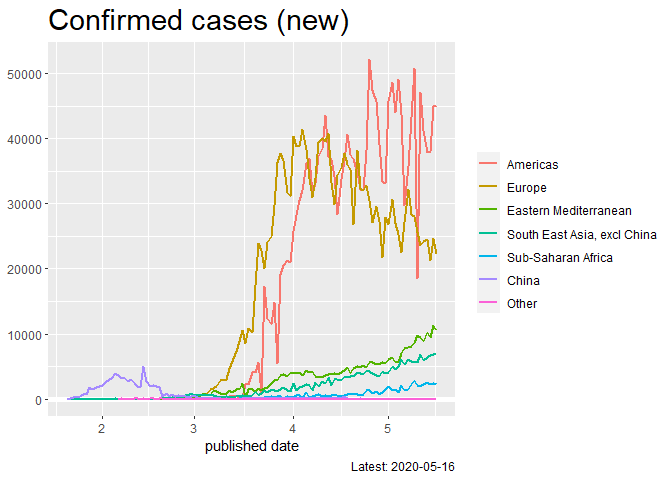 Confirmed cases (new)
50000
40000
30000
20000
10000
0
2 3 4 5
published date
Americas
Europe
Eastern Mediterranean
South East Asia, excl China
Sub-Saharan Africa
China
Other
Latest: 2020-05-16